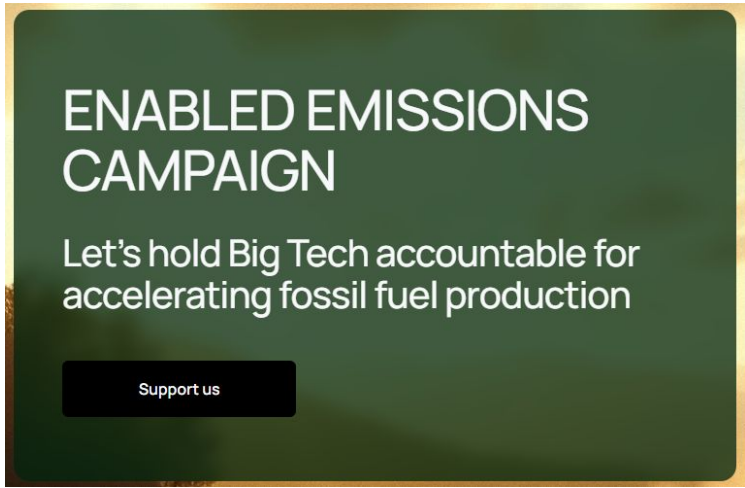 ENABLED EMISSIONS
CAMPAIGN
Let's hold Big Tech accountable for
accelerating fossil fuel production
Support us